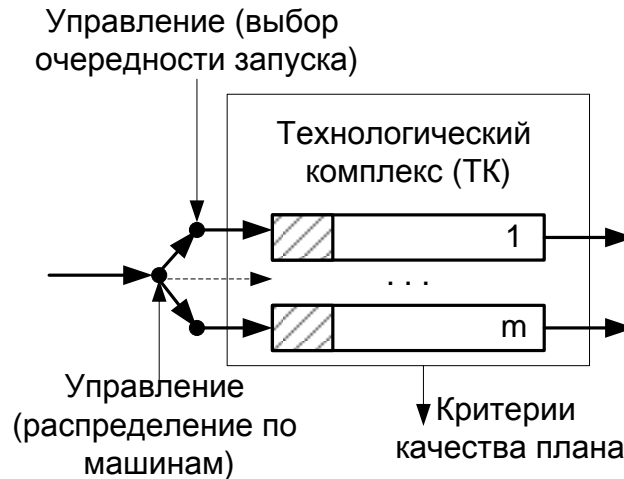 Управление (выбор
очередности запуска)
Технологический
комплекс (ТК)
1
. . .
m
Управление
(распределение по
машинам)
Критерии
качества плана